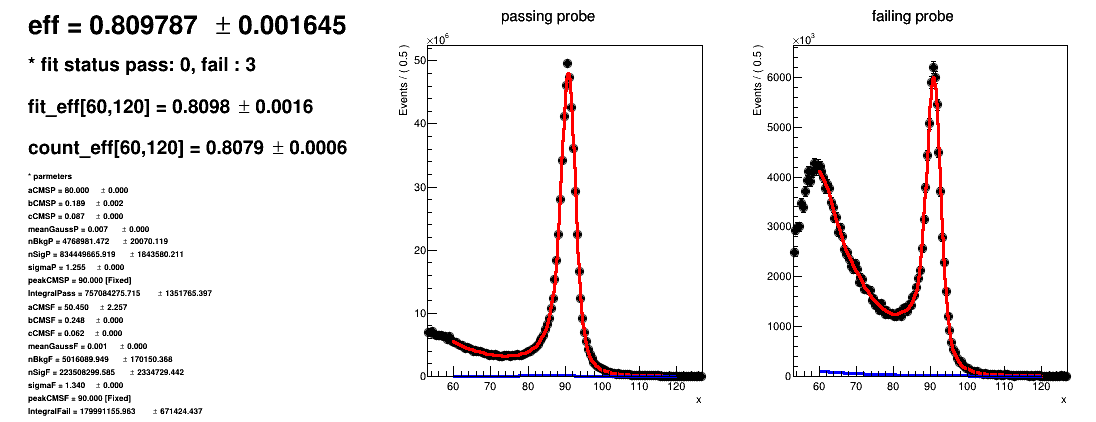 eff = 0.809787 ± 0.001645
* fit status pass: 0, fail : 3
fit_eff[60,120] = 0.8098 ± 0.0016
count_eff[60,120] = 0.8079 ± 0.0006
* parmeters
aCMSP = 80.000 ± 0.000
bCMSP = 0.189 ± 0.002
cCMSP = 0.087 ± 0.000
meanGaussP = 0.007 ± 0.000
nBkgP = 4768981.472 ± 20070.119
nSigP = 834449665.919 ± 1843580.211
sigmaP = 1.255 ± 0.000
peakCMSP = 90.000 [Fixed]
IntegralPass = 757084275.715 ± 1351765.397
aCMSF = 50.450 ± 2.257
bCMSF = 0.248 ± 0.000
cCMSF = 0.062 ± 0.000
meanGaussF = 0.001 ± 0.000
nBkgF = 5016089.949 ± 170150.368
nSigF = 223508299.585 ± 2334729.442
sigmaF = 1.340 ± 0.000
peakCMSF = 90.000 [Fixed]
IntegralFail = 179991155.963 ± 671424.437
passing probe
×10⁶
Events / ( 0.5 )
50
40
30
20
10
0
60 70 80 90 100 110 120
x
failing probe
×10³
Events / ( 0.5 )
6000
5000
4000
3000
2000
1000
0
60 70 80 90 100 110 120
x